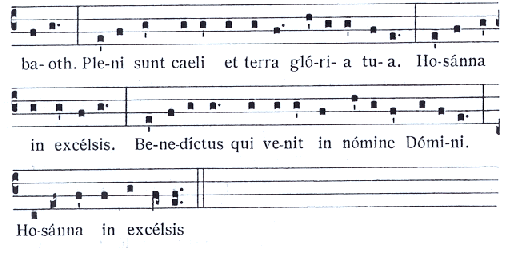 ba- oth. Ple-ni sunt caeli et terra gló-ri- a tu- a. Ho-sánna
in excélsis. Be-ne-díctus qui ve-nit in nómine Dómi-ni.
Ho-sánna in excélsis